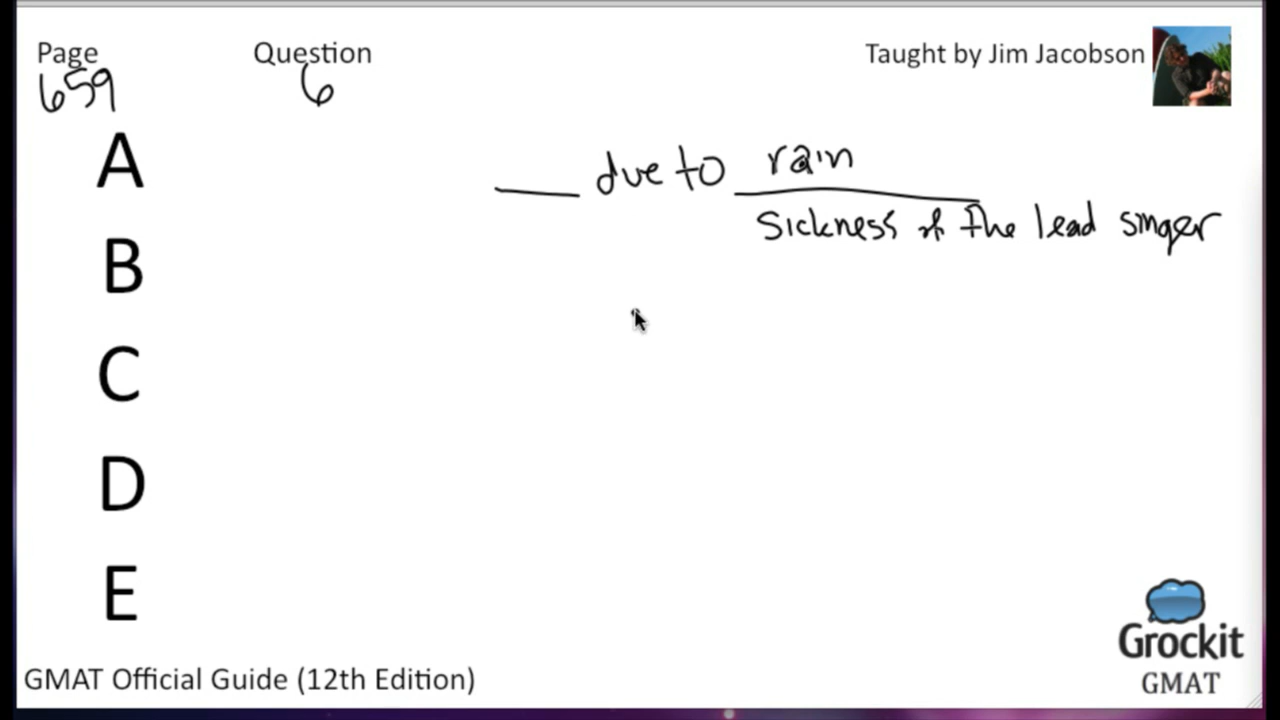 Page Question Taught by Jim Jacobson
659 6
A
___ due to rain
Sickness of the lead singer
B
C
D
E
Grockit
GMAT
GMAT Official Guide (12th Edition)